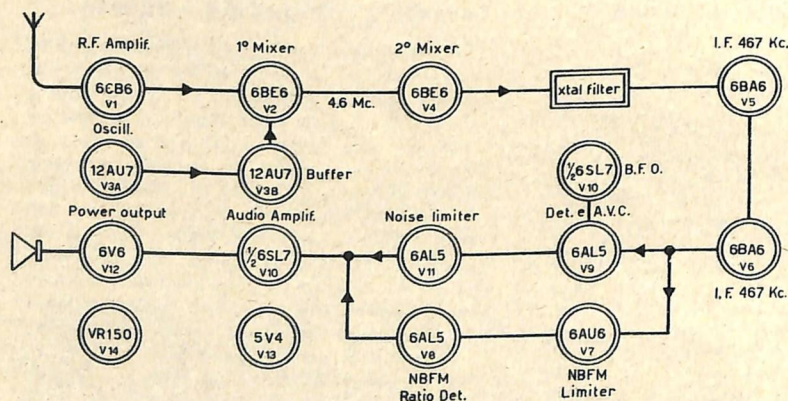 R.F. Amplif.
1º Mixer
2º Mixer
I.F. 467 Kc.
6CB6
V1
6BE6
V2
4.6 Mc.
6BE6
V4
xtal filter
6BA6
V5
Oscill.
12AU7
V3A
12AU7
V3B
Buffer
½6SL7
V10
B.F.O.
Power output
Audio Amplif.
Noise limiter
Det. e A.V.C.
6V6
V12
½6SL7
V10
6AL5
V11
6AL5
V9
6BA6
V6
I.F. 467 Kc.
VR150
V14
5V4
V13
6AL5
V8
6AU6
V7
NBFM
Ratio Det.
NBFM
Limiter